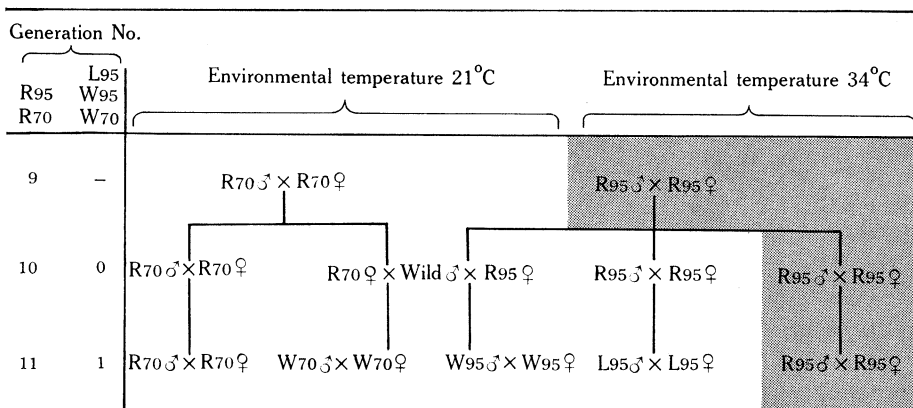 Generation No.
L95
R95 W95
R70 W70
Environmental temperature 21°C
Environmental temperature 34°C
9 – R70♂ × R70♀ R95♂ × R95♀
10 0 R70♂ × R70♀ R70♀ × Wild ♂ × R95♀ R95♂ × R95♀ R95♂ × R95♀
11 1 R70♂ × R70♀ W70♂ × W70♀ W95♂ × W95♀ L95♂ × L95♀ R95♂ × R95♀